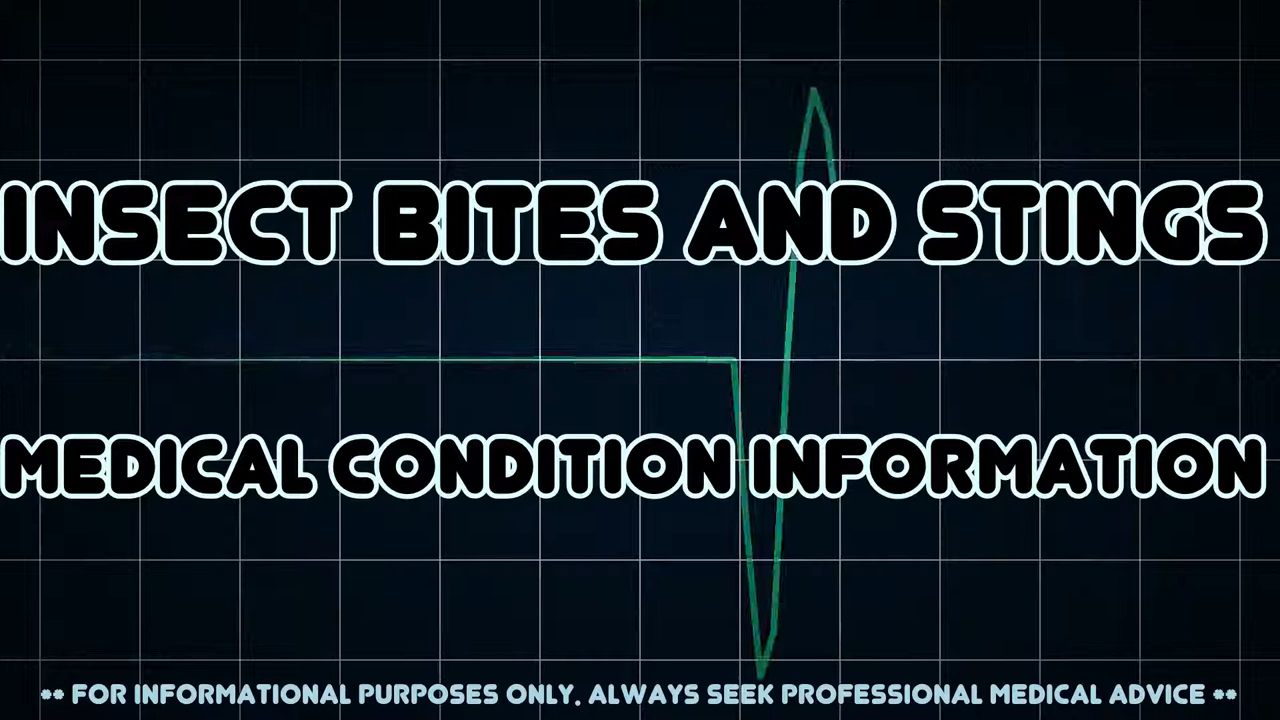 INSECT BITES AND STINGS
MEDICAL CONDITION INFORMATION
** FOR INFORMATIONAL PURPOSES ONLY. ALWAYS SEEK PROFESSIONAL MEDICAL ADVICE **